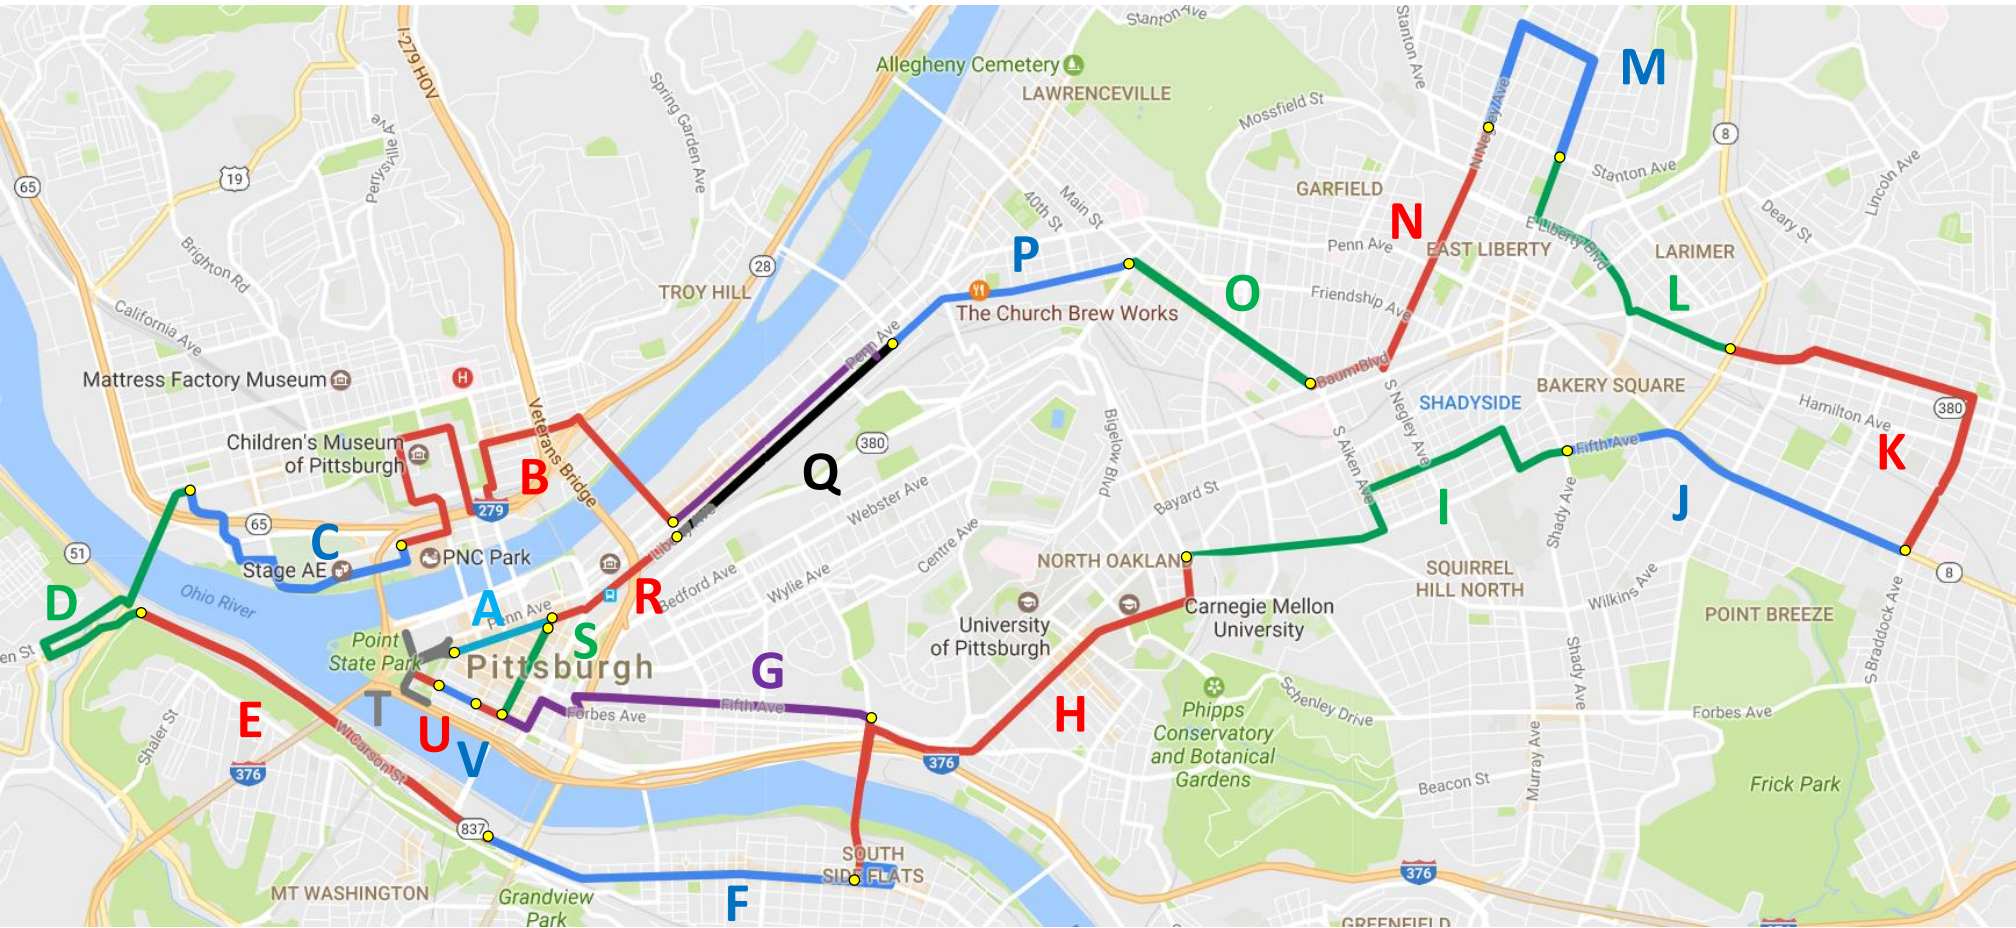 I-279 HOV
Stanton Ave
Stanton Ave
Allegheny Cemetery
LAWRENCEVILLE
M
Spring Garden Ave
Mossfield St
8
Perrysville Ave
65
19
N Negley Ave
Stanton Ave
Lincoln Ave
GARFIELD
Main St
40th St
N
Deary St
E Liberty Blvd
Penn Ave
EAST LIBERTY
LARIMER
Brighton Rd
P
28
TROY HILL
O
L
Friendship Ave
California Ave
The Church Brew Works
Penn Ave
Baum Blvd
Mattress Factory Museum
H
BAKERY SQUARE
SHADYSIDE
S Negley Ave
Hamilton Ave
380
Veterans Bridge
Children's Museum
of Pittsburgh
380
Bigelow Blvd
S Aiken Ave
Fifth Ave
K
B
Q
Webster Ave
Bayard St
I
J
279
65
Shady Ave
Liberty Ave
Centre Ave
C
51
PNC Park
Stage AE
NORTH OAKLAND
SQUIRREL
HILL NORTH
8
Bedford Ave
Wylie Ave
Ohio River
D
A
R
Penn Ave
Carnegie Mellon
University
University
of Pittsburgh
Wilkins Ave
POINT BREEZE
S Braddock Ave
Point
State Park
S
Pittsburgh
en St
G
Shady Ave
T
U
V
E
Forbes Ave
Fifth Ave
H
Schenley Drive
Phipps
Conservatory
and Botanical
Gardens
Forbes Ave
Shaler St
W Carson St
376
376
Murray Ave
Beacon St
Frick Park
837
SOUTH
SIDE FLATS
376
MT WASHINGTON
Grandview
Park
F
GREENFIELD